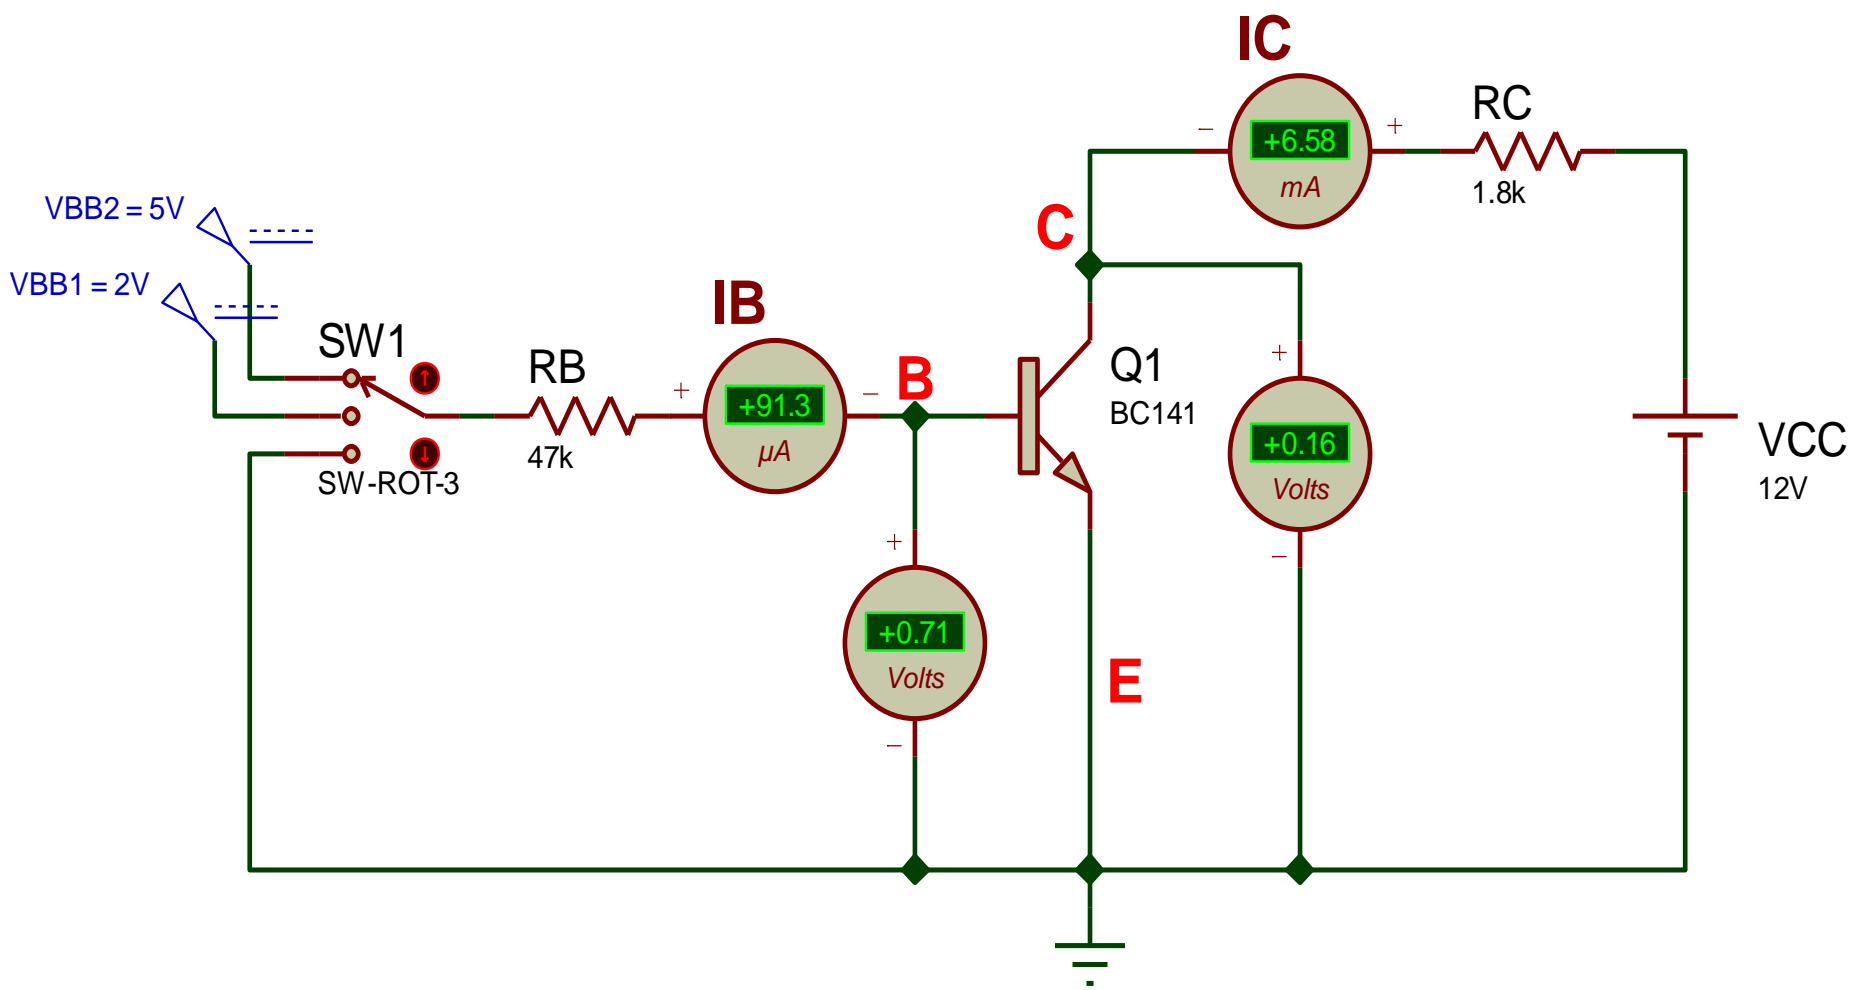 IC
+6.58
mA
− +
RC
1.8k
VBB2 = 5V
VBB1 = 2V
C
IB
SW1
SW-ROT-3
RB
47k
+ −
+91.3
µA
B
Q1
BC141
+
+0.16
Volts
−
VCC
12V
+
+0.71
Volts
−
E